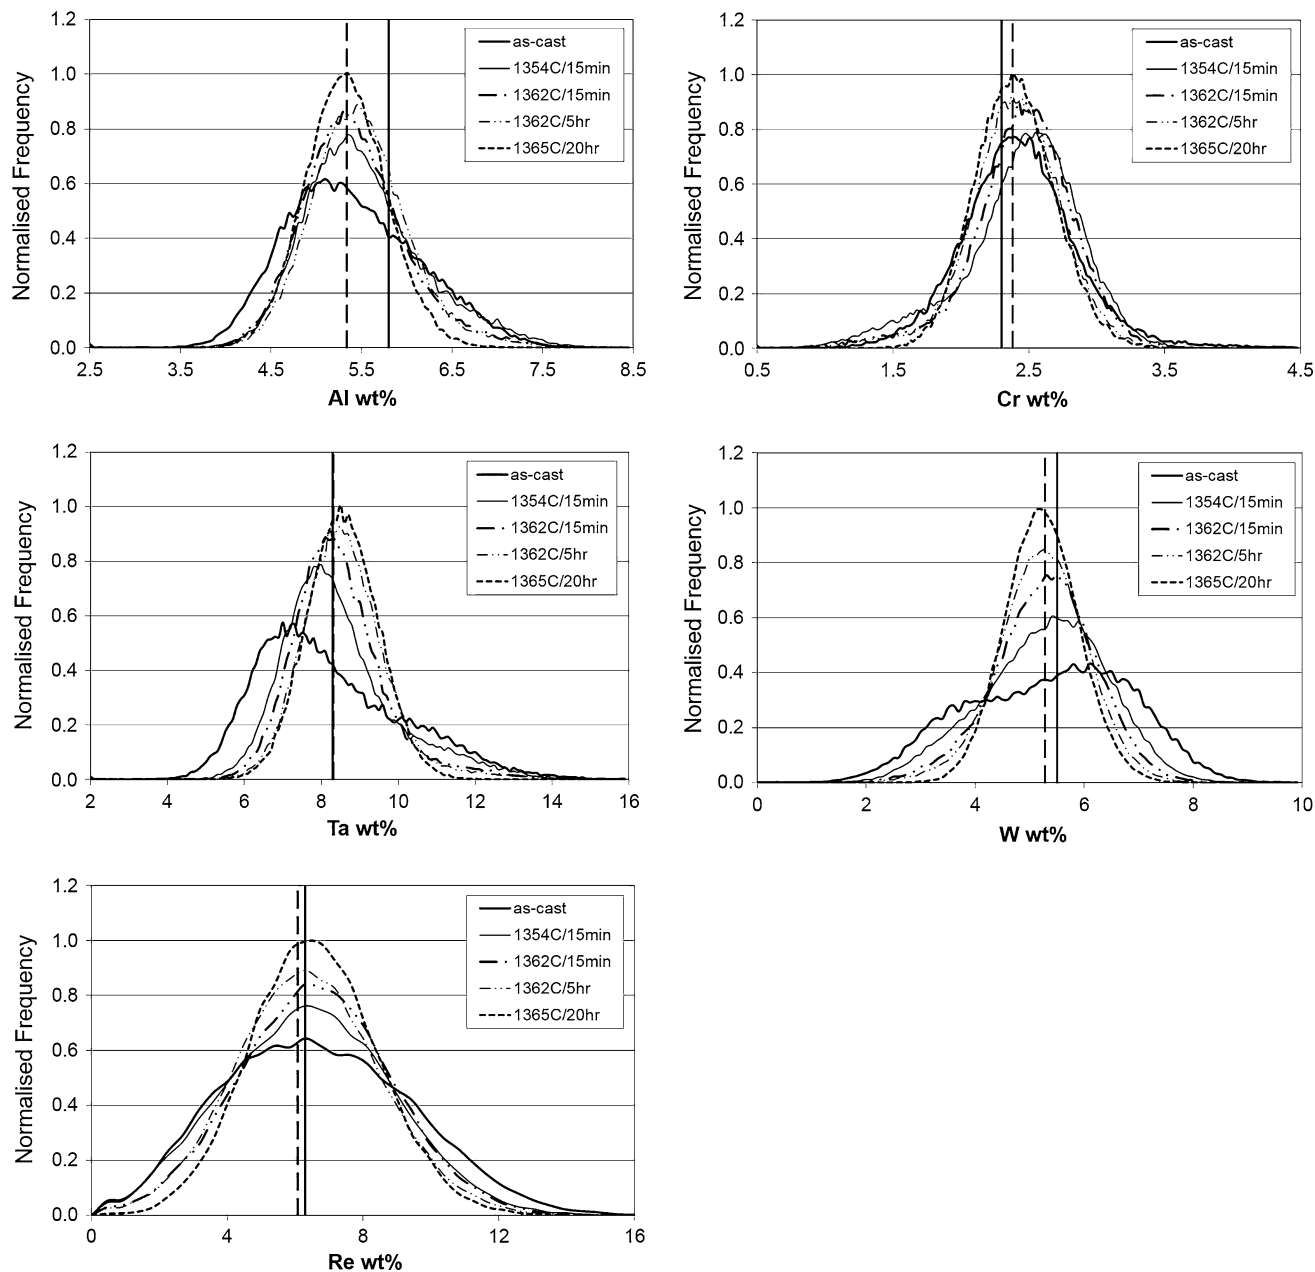 1.2
1.0
0.8
0.6
0.4
0.2
0.0
Normalised Frequency
as-cast
1354C/15min
1362C/15min
1362C/5hr
1365C/20hr
2.5 3.5 4.5 5.5 6.5 7.5 8.5
Al wt%
1.2
1.0
0.8
0.6
0.4
0.2
0.0
Normalised Frequency
as-cast
1354C/15min
1362C/15min
1362C/5hr
1365C/20hr
0.5 1.5 2.5 3.5 4.5
Cr wt%
1.2
1.0
0.8
0.6
0.4
0.2
0.0
Normalised Frequency
as-cast
1354C/15min
1362C/15min
1362C/5hr
1365C/20hr
2 4 6 8 10 12 14 16
Ta wt%
1.2
1.0
0.8
0.6
0.4
0.2
0.0
Normalised Frequency
as-cast
1354C/15min
1362C/15min
1362C/5hr
1365C/20hr
0 2 4 6 8 10
W wt%
1.2
1.0
0.8
0.6
0.4
0.2
0.0
Normalised Frequency
as-cast
1354C/15min
1362C/15min
1362C/5hr
1365C/20hr
0 4 8 12 16
Re wt%